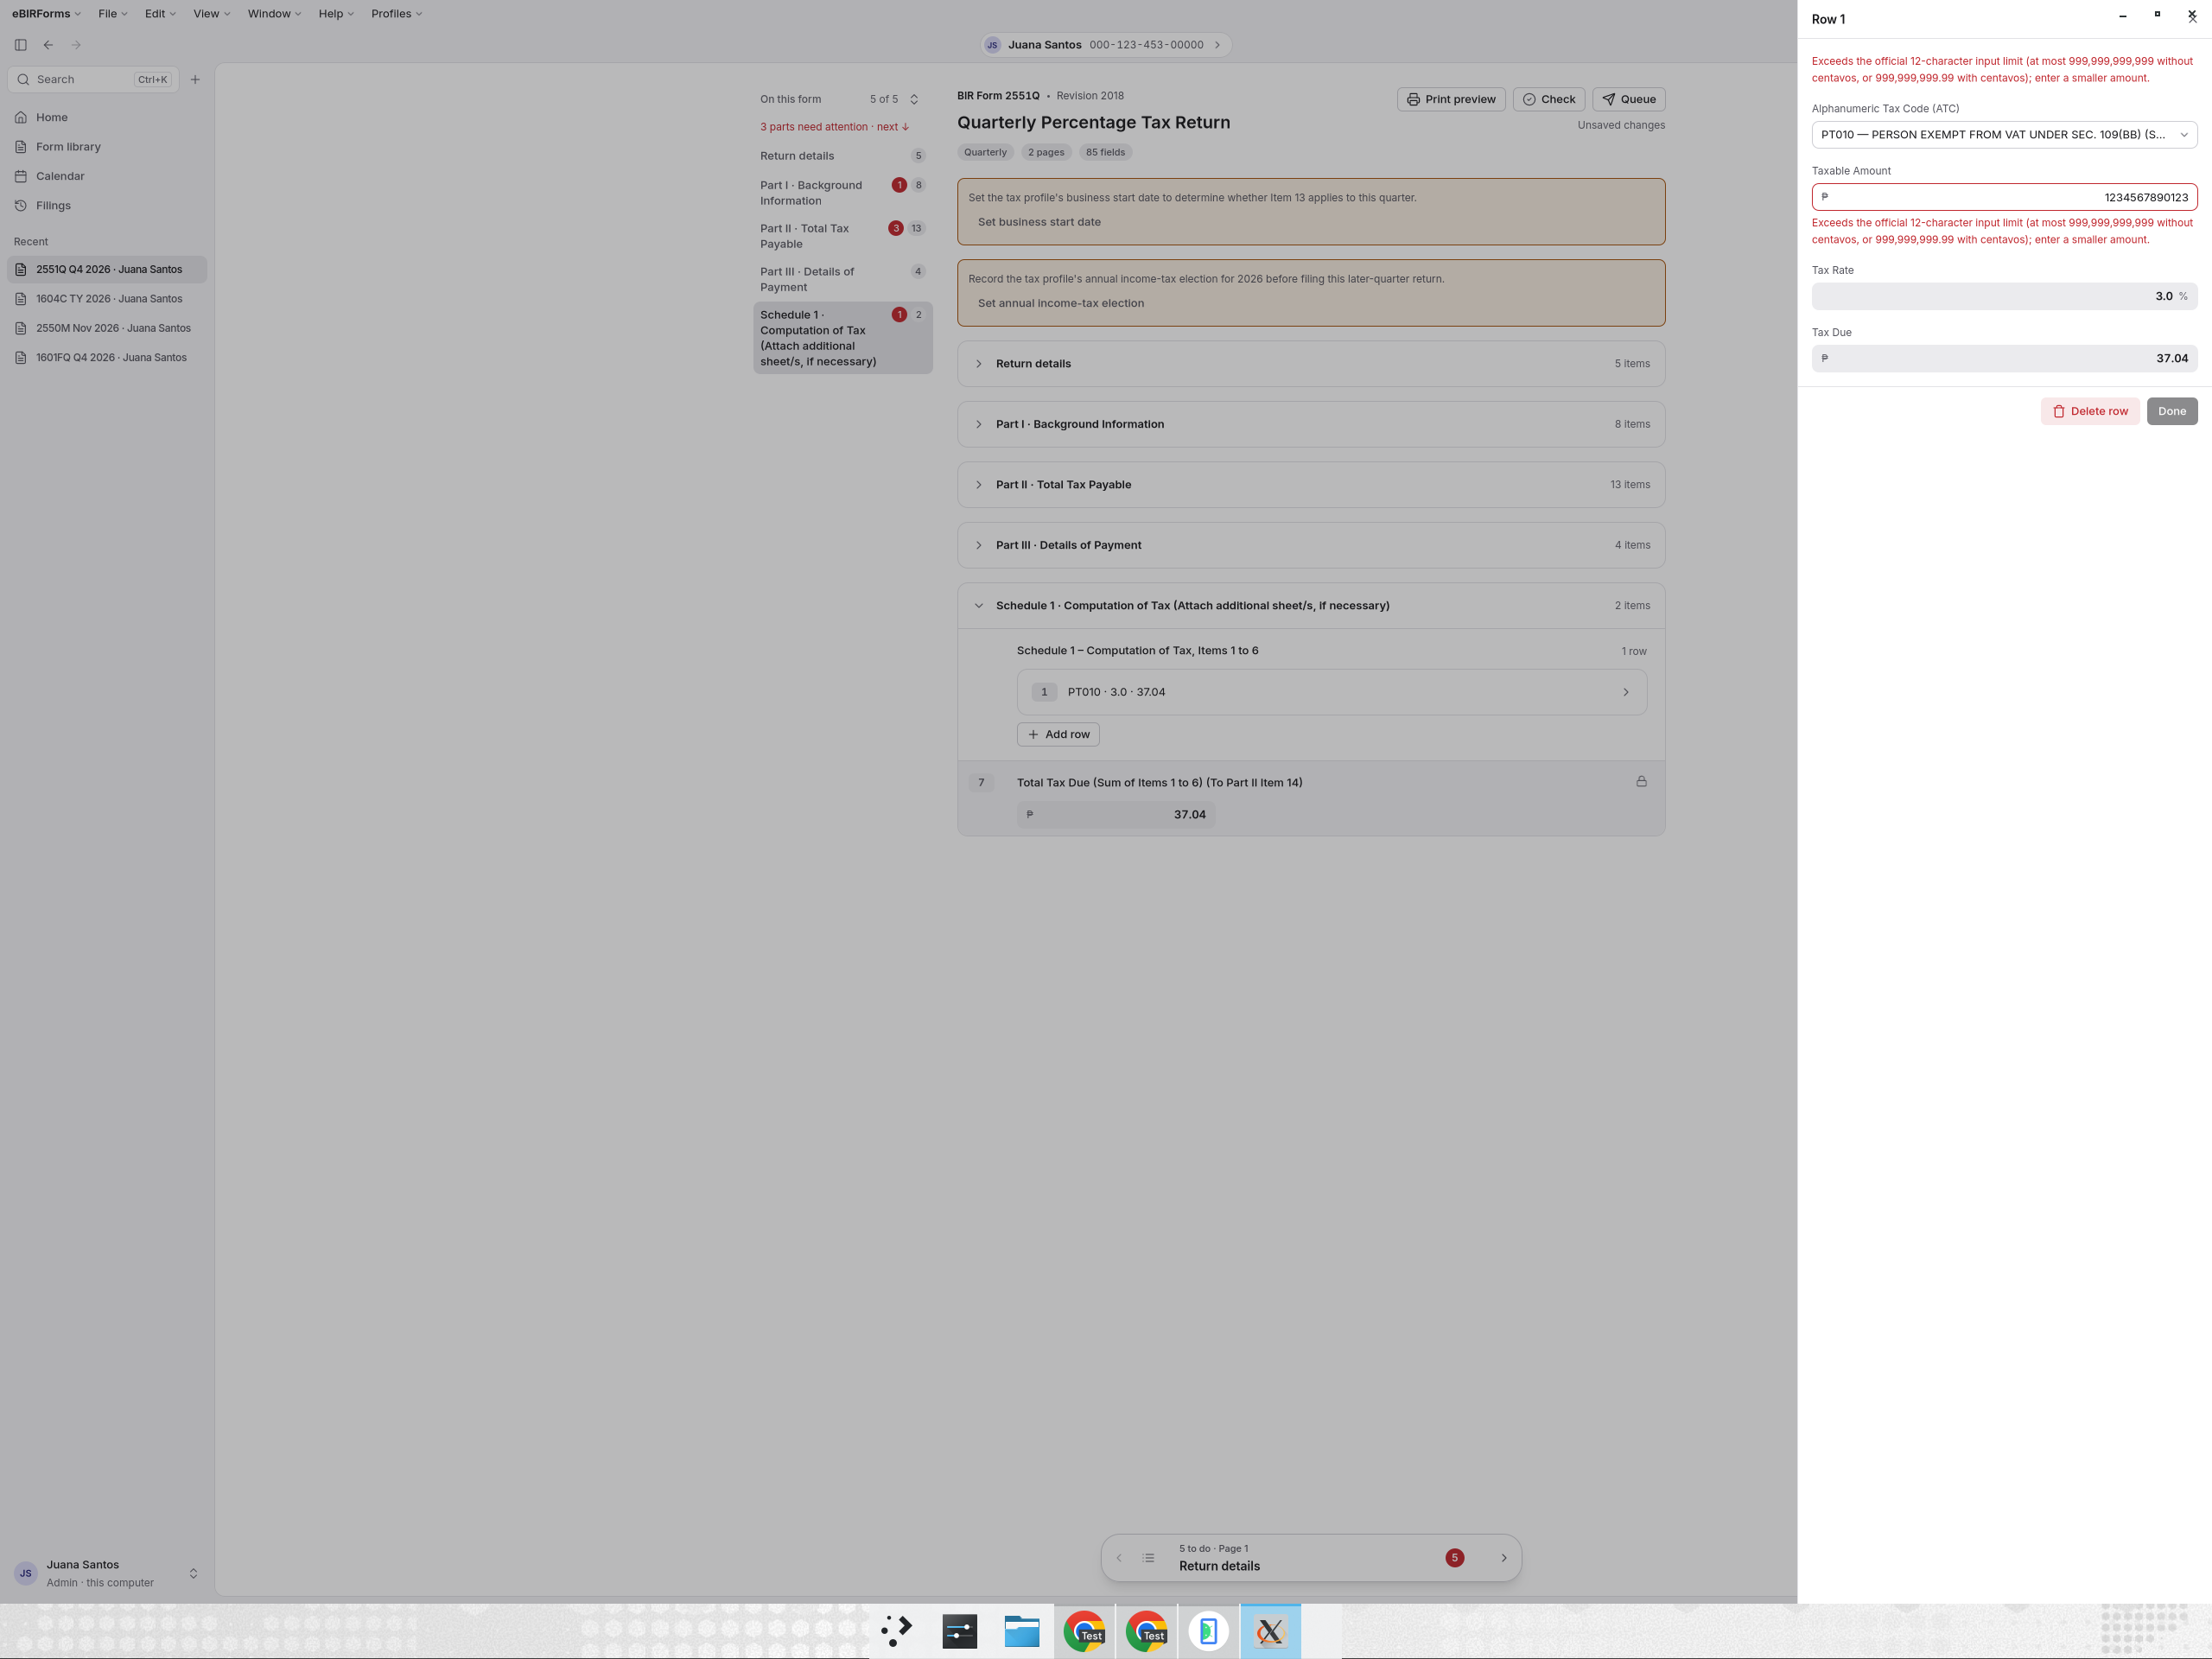 eBIRForms File Edit View Window Help Profiles
JS Juana Santos 000-123-453-00000
Search Ctrl+K
Home
Form library
Calendar
Filings
Recent
2551Q Q4 2026 · Juana Santos
1604C TY 2026 · Juana Santos
2550M Nov 2026 · Juana Santos
1601FQ Q4 2026 · Juana Santos
JS Juana Santos
Admin · this computer
On this form 5 of 5
3 parts need attention · next ↓
Return details 5
Part I · Background 1 8
Information
Part II · Total Tax 3 13
Payable
Part III · Details of 4
Payment
Schedule 1 · 1 2
Computation of Tax
(Attach additional
sheet/s, if necessary)
BIR Form 2551Q • Revision 2018
Quarterly Percentage Tax Return
Print preview Check Queue
Unsaved changes
Quarterly 2 pages 85 fields
Set the tax profile's business start date to determine whether Item 13 applies to this quarter.
Set business start date
Record the tax profile's annual income-tax election for 2026 before filing this later-quarter return.
Set annual income-tax election
Return details 5 items
Part I · Background Information 8 items
Part II · Total Tax Payable 13 items
Part III · Details of Payment 4 items
Schedule 1 · Computation of Tax (Attach additional sheet/s, if necessary) 2 items
Schedule 1 – Computation of Tax, Items 1 to 6 1 row
1 PT010 · 3.0 · 37.04
+ Add row
7 Total Tax Due (Sum of Items 1 to 6) (To Part II Item 14)
₱ 37.04
5 to do · Page 1
Return details 5
Row 1
Exceeds the official 12-character input limit (at most 999,999,999,999 without
centavos, or 999,999,999.99 with centavos); enter a smaller amount.
Alphanumeric Tax Code (ATC)
PT010 — PERSON EXEMPT FROM VAT UNDER SEC. 109(BB) (S...
Taxable Amount
₱ 1234567890123
Exceeds the official 12-character input limit (at most 999,999,999,999 without
centavos, or 999,999,999.99 with centavos); enter a smaller amount.
Tax Rate
3.0 %
Tax Due
₱ 37.04
Delete row Done
Test Test